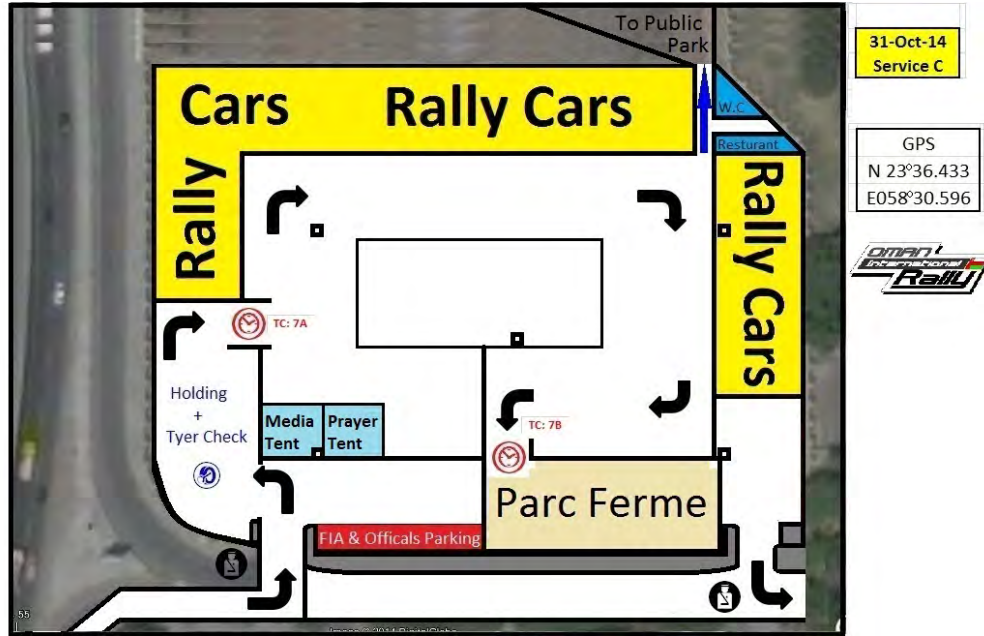 To Public
Park
31-Oct-14
Service C
Cars
Rally Cars
W.C
Resturant
GPS
N 23°36.433
E058°30.596
Rally
Rally Cars
OMAN
International
Rally
TC: 7A
Holding
+
Tyer Check
Media
Tent
Prayer
Tent
TC: 7B
Parc Ferme
FIA & Officals Parking
55